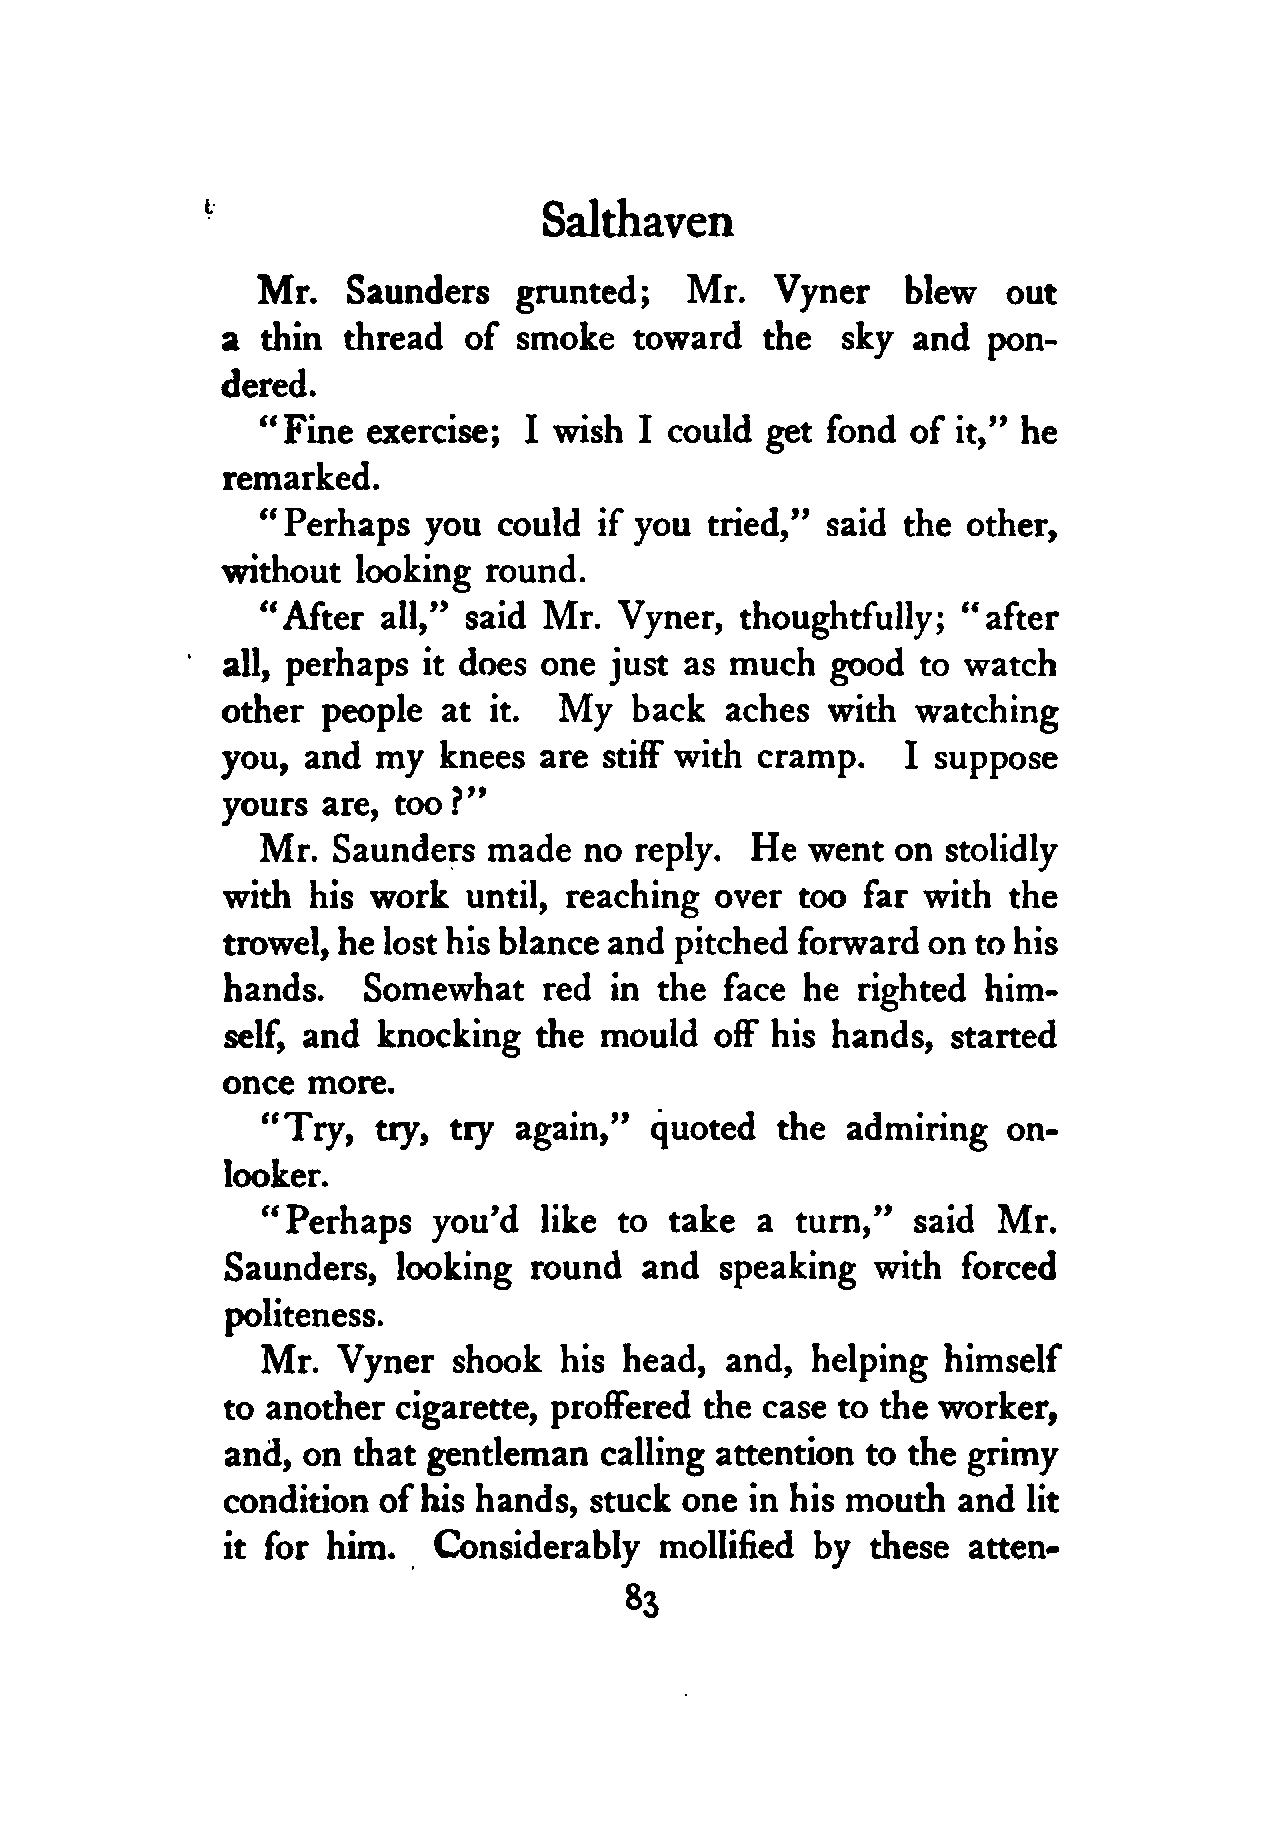 Salthaven
Mr. Saunders grunted; Mr. Vyner blew out
a thin thread of smoke toward the sky and pon-
dered.
"Fine exercise; I wish I could get fond of it," he
remarked.
"Perhaps you could if you tried," said the other,
without looking round.
"After all," said Mr. Vyner, thoughtfully; "after
all, perhaps it does one just as much good to watch
other people at it. My back aches with watching
you, and my knees are stiff with cramp. I suppose
yours are, too?"
Mr. Saunders made no reply. He went on stolidly
with his work until, reaching over too far with the
trowel, he lost his blance and pitched forward on to his
hands. Somewhat red in the face he righted him-
self, and knocking the mould off his hands, started
once more.
"Try, try, try again," quoted the admiring on-
looker.
"Perhaps you'd like to take a turn," said Mr.
Saunders, looking round and speaking with forced
politeness.
Mr. Vyner shook his head, and, helping himself
to another cigarette, proffered the case to the worker,
and, on that gentleman calling attention to the grimy
condition of his hands, stuck one in his mouth and lit
it for him. Considerably mollified by these atten-
83